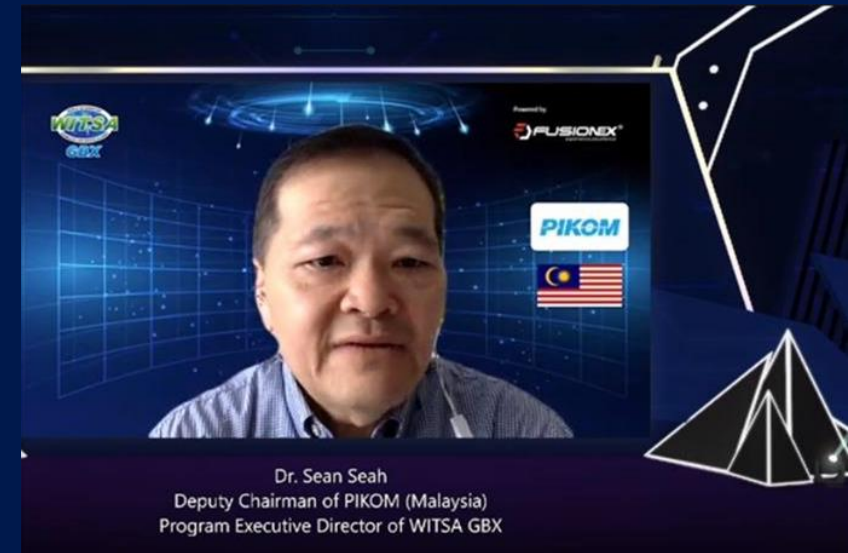 WITSA
GBX
Powered by
FUSIONEX®
PIKOM
Dr. Sean Seah
Deputy Chairman of PIKOM (Malaysia)
Program Executive Director of WITSA GBX